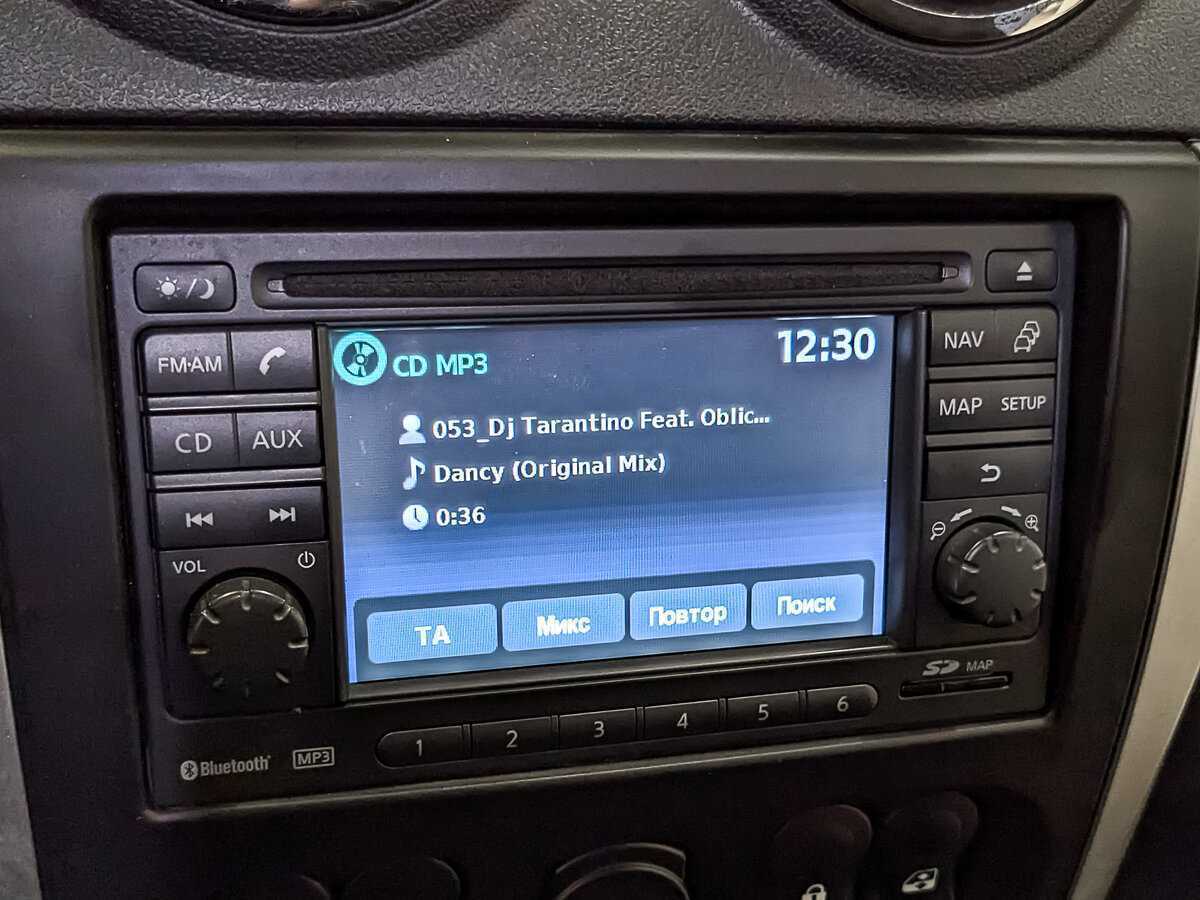 FM·AM
CD
AUX
VOL
CD MP3
12:30
053_Dj Tarantino Feat. Oblic...
Dancy (Original Mix)
0:36
TA
Микс
Повтор
Поиск
NAV
MAP
SETUP
SD MAP
1 2 3 4 5 6
Bluetooth
MP3